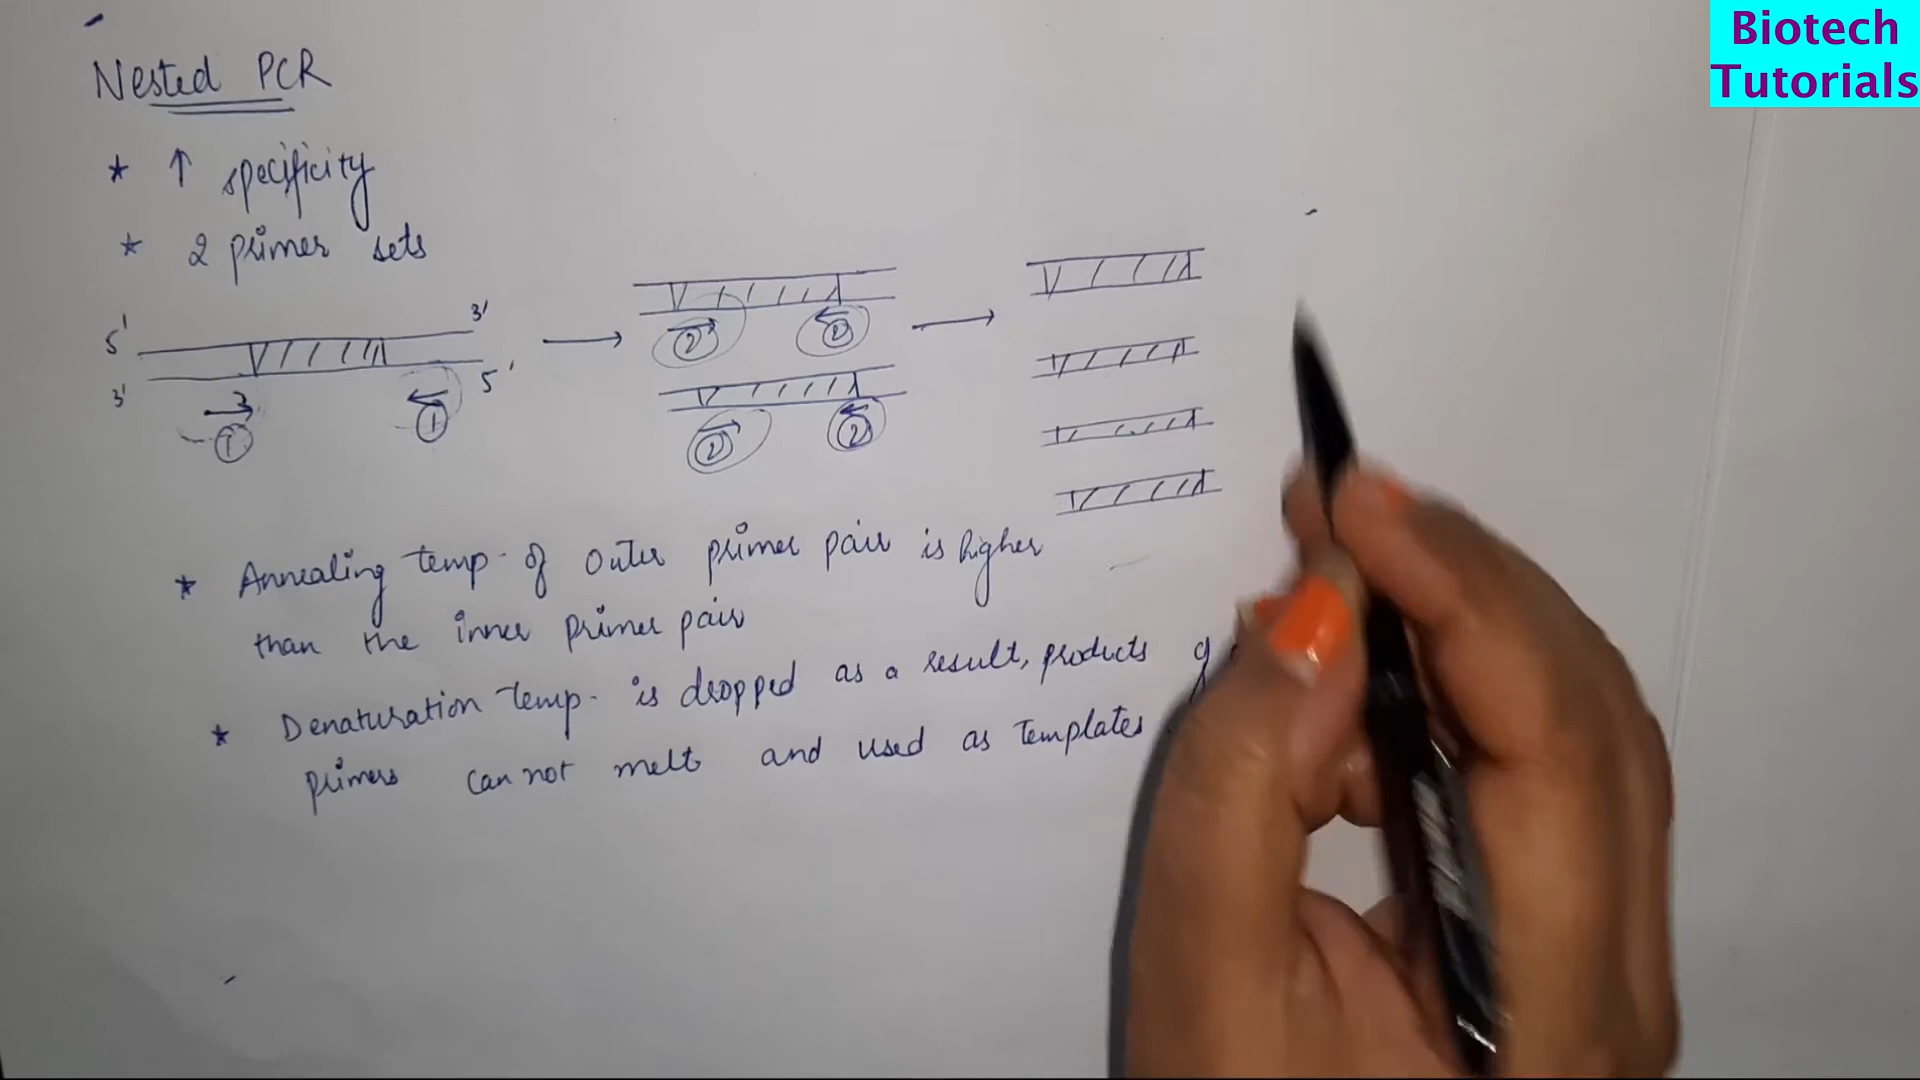 Biotech
Tutorials
Nested PCR
* ↑ specificity
* 2 primer sets
5' 3'
3' 5'
① ①
② ②
② ②
* Annealing temp. of outer primer pair is higher
than the inner primer pair
* Denaturation temp. is dropped as a result, products
primers can not melt and used as templates